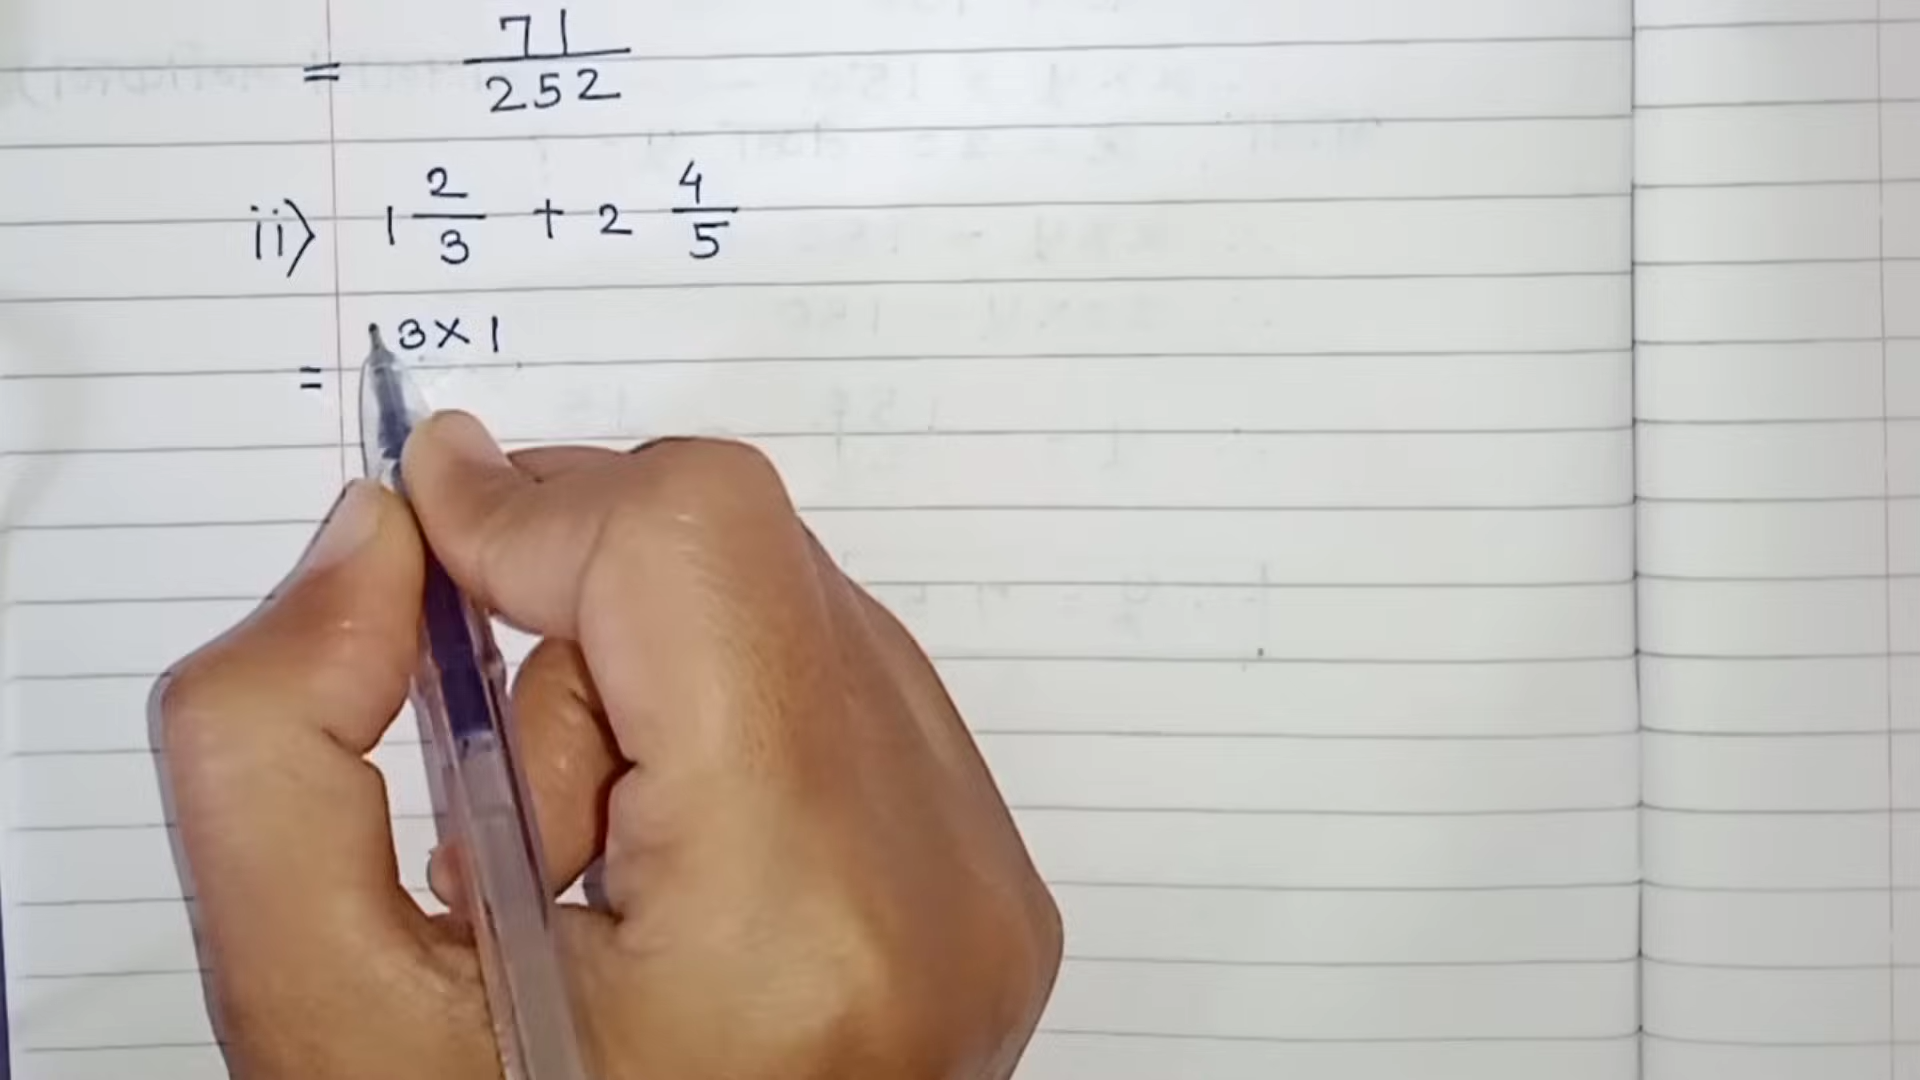 = 71/252
ii) 1 2/3 + 2 4/5
= 3×1